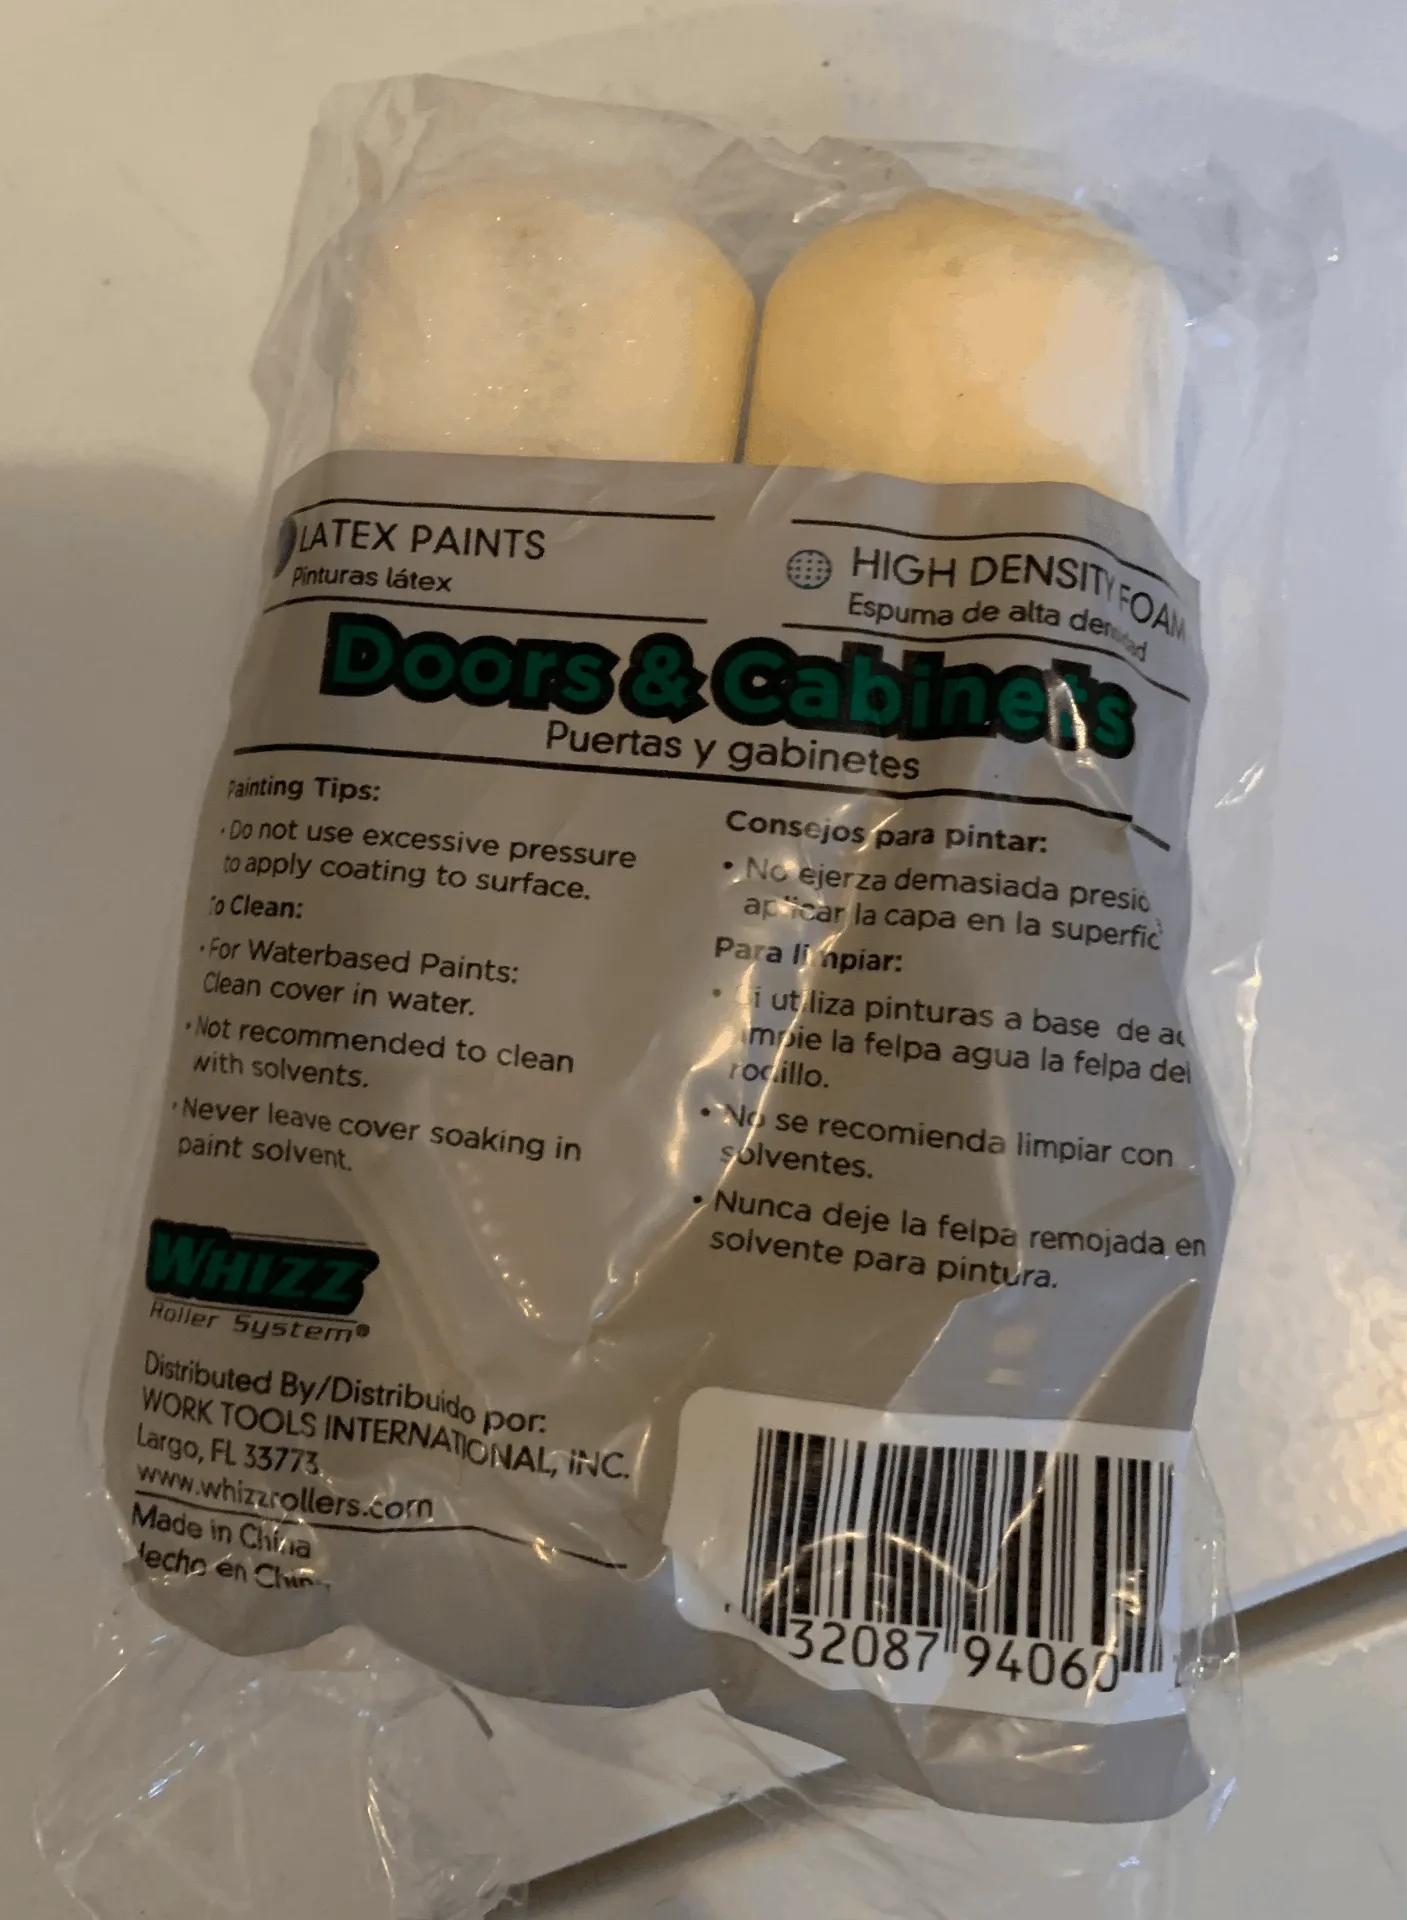 LATEX PAINTS
Pinturas látex
HIGH DENSITY FOAM
Espuma de alta densidad
Doors & Cabinets
Puertas y gabinetes
Painting Tips:
• Do not use excessive pressure
to apply coating to surface.
To Clean:
• For Waterbased Paints:
Clean cover in water.
• Not recommended to clean
with solvents.
• Never leave cover soaking in
paint solvent.
Consejos para pintar:
• No ejerza demasiada presió
aplicar la capa en la superfic
Para limpiar:
• Si utiliza pinturas a base de
limpie la felpa agua la felpa del
rodillo.
• No se recomienda limpiar con
solventes.
• Nunca deje la felpa remojada en
solvente para pintura.
WHIZZ
Roller System®
Distributed By/Distribuido por:
WORK TOOLS INTERNATIONAL, INC.
Largo, FL 33773
www.whizzrollers.com
Made in China
Hecho en China
32087 94060